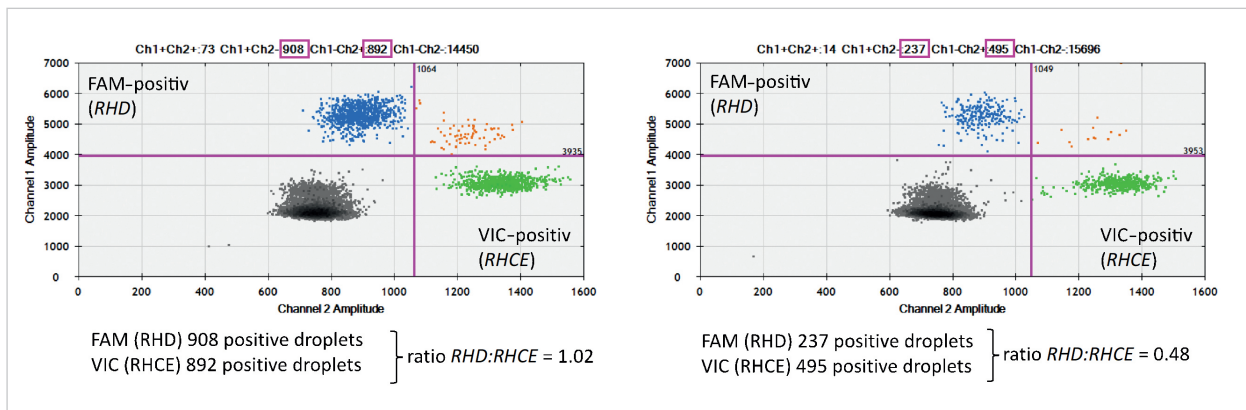 Ch1+Ch2+:73 Ch1+Ch2-:908 Ch1-Ch2+:892 Ch1-Ch2-:14450
7000
6000
5000
4000
3000
2000
1000
0
Channel 1 Amplitude
FAM-positiv
(RHD)
1064
3935
VIC-positiv
(RHCE)
0 200 400 600 800 1000 1200 1400 1600
Channel 2 Amplitude
FAM (RHD) 908 positive droplets
VIC (RHCE) 892 positive droplets
ratio RHD:RHCE = 1.02
Ch1+Ch2+:14 Ch1+Ch2-:237 Ch1-Ch2+:495 Ch1-Ch2-:15696
7000
6000
5000
4000
3000
2000
1000
0
Channel 1 Amplitude
FAM-positiv
(RHD)
1049
3953
VIC-positiv
(RHCE)
0 200 400 600 800 1000 1200 1400 1600
Channel 2 Amplitude
FAM (RHD) 237 positive droplets
VIC (RHCE) 495 positive droplets
ratio RHD:RHCE = 0.48